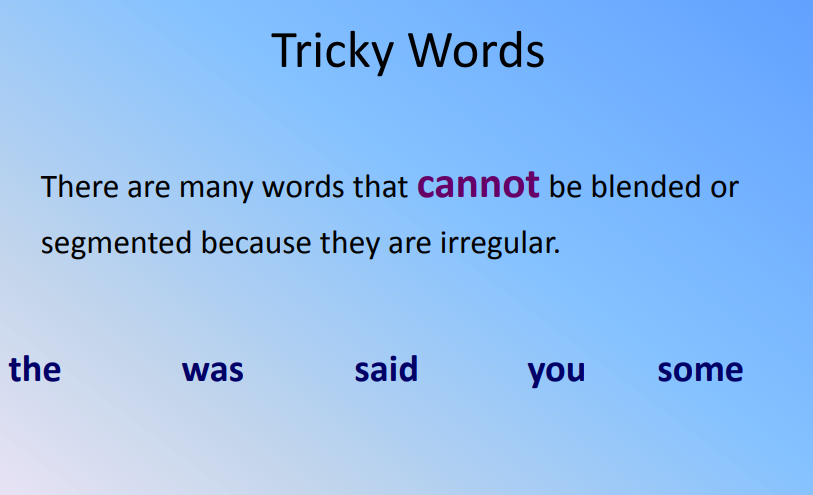 Tricky Words
There are many words that cannot be blended or
segmented because they are irregular.
the was said you some